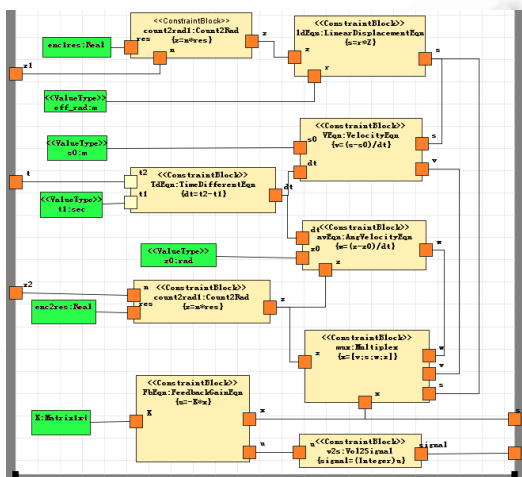 <<ConstraintBlock>>
count2rad1:Count2Rad
{z=n*res}
<<ConstraintBlock>>
ldEqn:LinearDisplacementEqn
{s=r*Z}
enc1res:Real
res
n
z
z
r
s
z1
<<ValueType>>
eff_rad:m
<<ValueType>>
s0:m
s0
dt
<<ConstraintBlock>>
VEqn:VelocityEqn
{v=(s-s0)/dt}
s
v
t
t2
t1
<<ConstraintBlock>>
TdEqn:TimeDifferentEqn
{dt=t2-t1}
dt
<<ValueType>>
t1:sec
<<ValueType>>
z0:rad
dt
z0
z
<<ConstraintBlock>>
avEqn:AngVelocityEqn
{w=(z-z0)/dt}
w
z2
enc2res:Real
n
res
<<ConstraintBlock>>
count2rad1:Count2Rad
{z=n*res}
z
<<ConstraintBlock>>
mux:Multiplex
{x=[v;s;w;z]}
z
w
v
s
x
<<ConstraintBlock>>
FbEqn:FeedbackGainEqn
{u=-K*x}
K:Matrix1x4
K
x
u
<<ConstraintBlock>>
v2s:Vol2Signal
{signal=(Integer)u}
u
signal